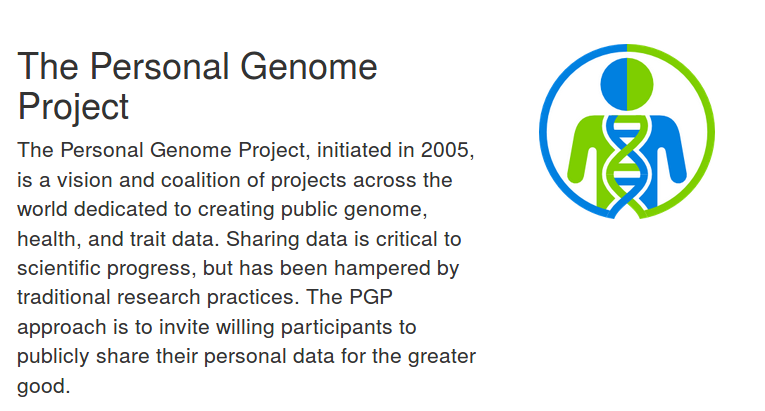 The Personal Genome
Project
The Personal Genome Project, initiated in 2005,
is a vision and coalition of projects across the
world dedicated to creating public genome,
health, and trait data. Sharing data is critical to
scientific progress, but has been hampered by
traditional research practices. The PGP
approach is to invite willing participants to
publicly share their personal data for the greater
good.